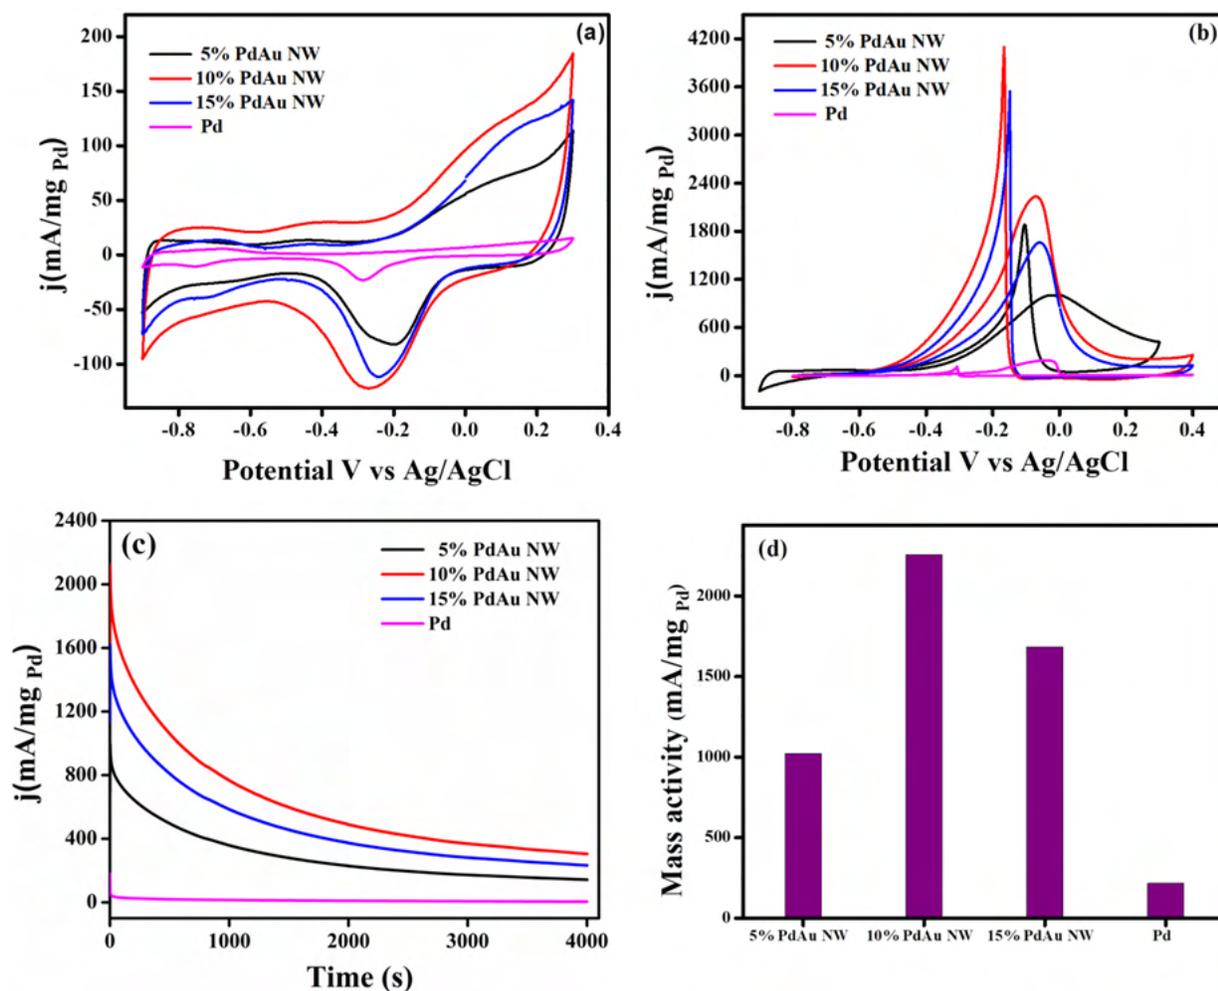 (a)
5% PdAu NW
10% PdAu NW
15% PdAu NW
Pd
j(mA/mg Pd)
200
150
100
50
0
-50
-100
-0.8 -0.6 -0.4 -0.2 0.0 0.2 0.4
Potential V vs Ag/AgCl
(b)
5% PdAu NW
10% PdAu NW
15% PdAu NW
Pd
j(mA/mg Pd)
4200
3600
3000
2400
1800
1200
600
0
-0.8 -0.6 -0.4 -0.2 0.0 0.2 0.4
Potential V vs Ag/AgCl
(c)
5% PdAu NW
10% PdAu NW
15% PdAu NW
Pd
j(mA/mg Pd)
2400
2000
1600
1200
800
400
0
0 1000 2000 3000 4000
Time (s)
(d)
Mass activity (mA/mg Pd)
2000
1500
1000
500
0
5% PdAu NW 10% PdAu NW 15% PdAu NW Pd